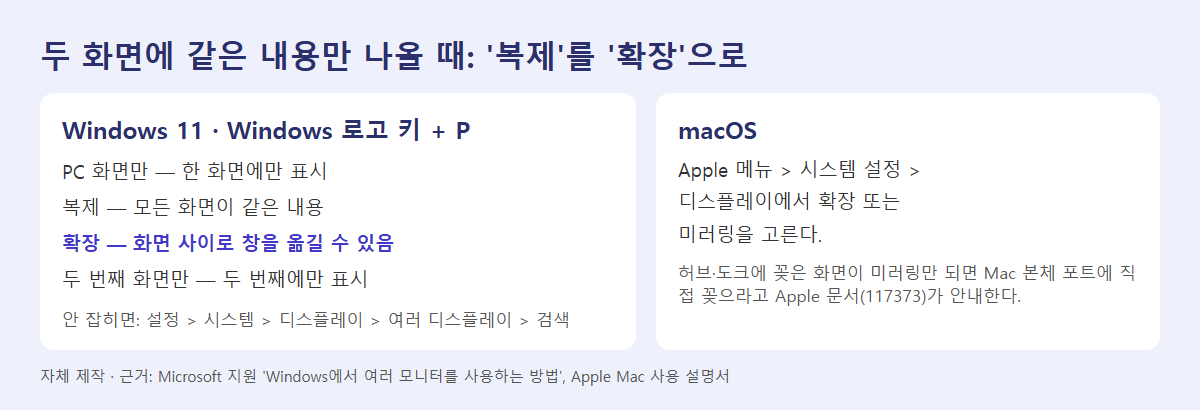 두 화면에 같은 내용만 나올 때: '복제'를 '확장'으로
Windows 11 · Windows 로고 키 + P
PC 화면만 — 한 화면에만 표시
복제 — 모든 화면이 같은 내용
확장 — 화면 사이로 창을 옮길 수 있음
두 번째 화면만 — 두 번째에만 표시
안 잡히면: 설정 > 시스템 > 디스플레이 > 여러 디스플레이 > 검색
macOS
Apple 메뉴 > 시스템 설정 >
디스플레이에서 확장 또는
미러링을 고른다.
허브·도크에 꽂은 화면이 미러링만 되면 Mac 본체 포트에 직
접 꽂으라고 Apple 문서(117373)가 안내한다.
자체 제작 · 근거: Microsoft 지원 'Windows에서 여러 모니터를 사용하는 방법', Apple Mac 사용 설명서